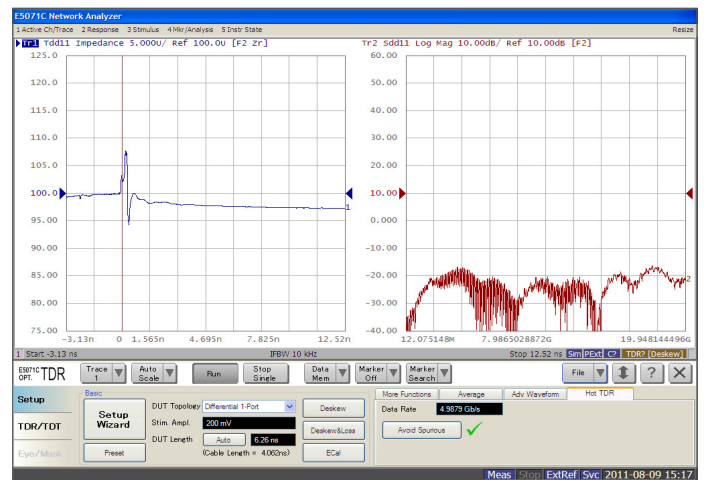 E5071C Network Analyzer
1 Active Ch/Trace 2 Response 3 Stimulus 4 Mkr/Analysis 5 Instr State Resize
Tr1 Tdd11 Impedance 5.000U/ Ref 100.0U [F2 Zr]
125.0
120.0
115.0
110.0
105.0
100.0
95.00
90.00
85.00
80.00
75.00
1
-3.13n 0 1.565n 4.695n 7.825n 12.52n
Tr2 Sdd11 Log Mag 10.00dB/ Ref 10.00dB [F2]
60.00
50.00
40.00
30.00
20.00
10.00
0.000
-10.00
-20.00
-30.00
-40.00
2
12.075148M 7.9865028872G 19.948144496G
1 Start -3.13 ns IFBW 10 kHz Stop 12.52 ns Sim PExt C? TDR? [Deskew]
E5071C OPT. TDR
Trace 1
Auto Scale
Run
Stop Single
Data Mem
Marker Off
Marker Search
File
?
Setup
TDR/TDT
Eye/Mask
Basic
Setup Wizard
Preset
DUT Topology Differential 1-Port
Stim. Ampl. 200 mV
DUT Length Auto 6.26 ns
(Cable Length = 4.062ns)
Deskew
Deskew&Loss
ECal
More Functions Average Adv Waveform Hot TDR
Data Rate 4.9879 Gb/s
Avoid Spurious
Meas Stop ExtRef Svc 2011-08-09 15:17